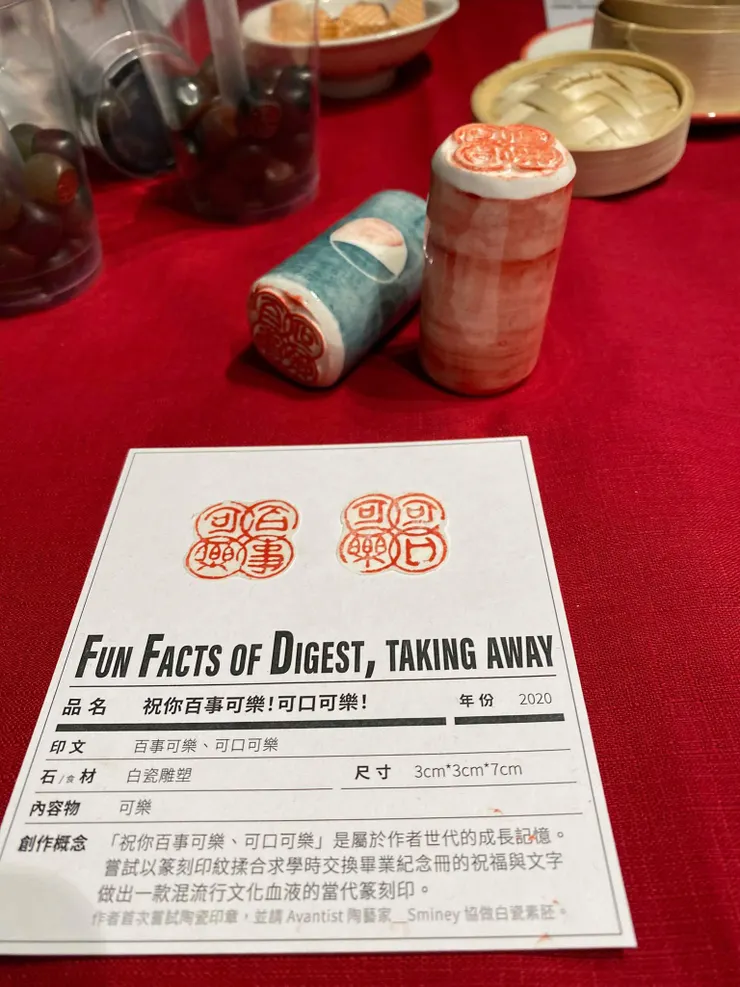 百事可樂
可口可樂
FUN FACTS OF DIGEST, TAKING AWAY
品名 祝你百事可樂!可口可樂! 年份 2020
印文 百事可樂、可口可樂
石/食材 白瓷雕塑 尺寸 3cm*3cm*7cm
內容物 可樂
創作概念 「祝你百事可樂、可口可樂」是屬於作者世代的成長記憶。
嘗試以篆刻印紋揉合求學時交換畢業紀念冊的祝福與文字
做出一款混流行文化血液的當代篆刻印。
作者首次嘗試陶瓷印章，並請 Avantist 陶藝家__Sminey 協做白瓷素胚。